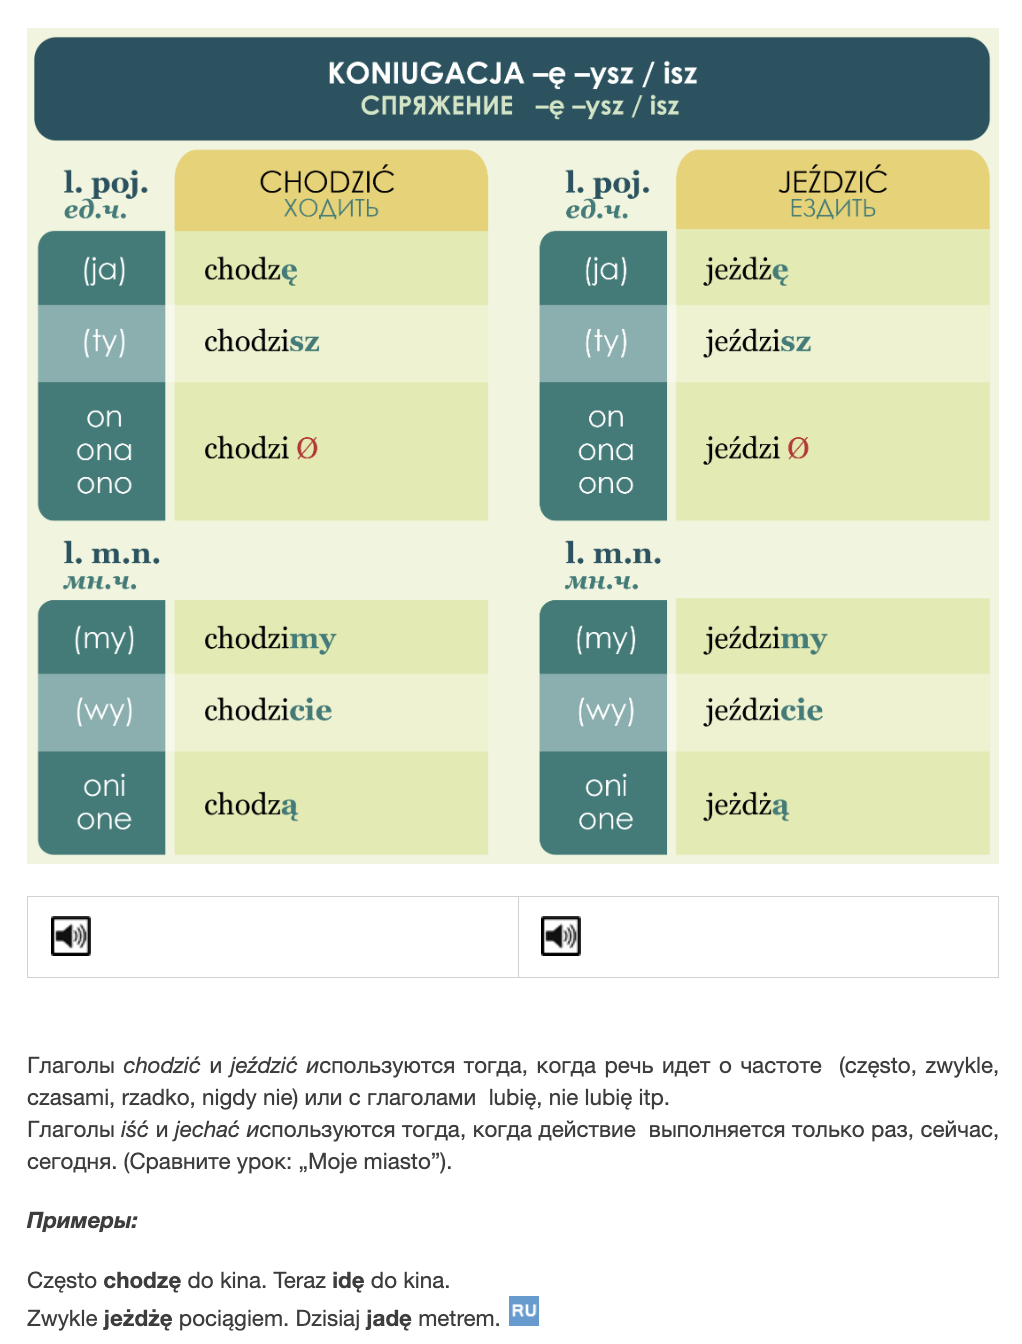 KONIUGACJA –ę –ysz / isz
СПРЯЖЕНИЕ –ę –ysz / isz
l. poj.
ед.ч.
CHODZIĆ
ХОДИТЬ
(ja)
chodzę
(ty)
chodzisz
on
ona
ono
chodzi Ø
l. m.n.
мн.ч.
(my)
chodzimy
(wy)
chodzicie
oni
one
chodzą
l. poj.
ед.ч.
JEŹDZIĆ
ЕЗДИТЬ
(ja)
jeżdżę
(ty)
jeździsz
on
ona
ono
jeździ Ø
l. m.n.
мн.ч.
(my)
jeździmy
(wy)
jeździcie
oni
one
jeżdżą
Глаголы chodzić и jeździć используются тогда, когда речь идет о частоте (często, zwykle,
czasami, rzadko, nigdy nie) или с глаголами lubię, nie lubię itp.
Глаголы iść и jechać используются тогда, когда действие выполняется только раз, сейчас,
сегодня. (Сравните урок: „Moje miasto”).
Примеры:
Często chodzę do kina. Teraz idę do kina.
Zwykle jeżdżę pociągiem. Dzisiaj jadę metrem. RU